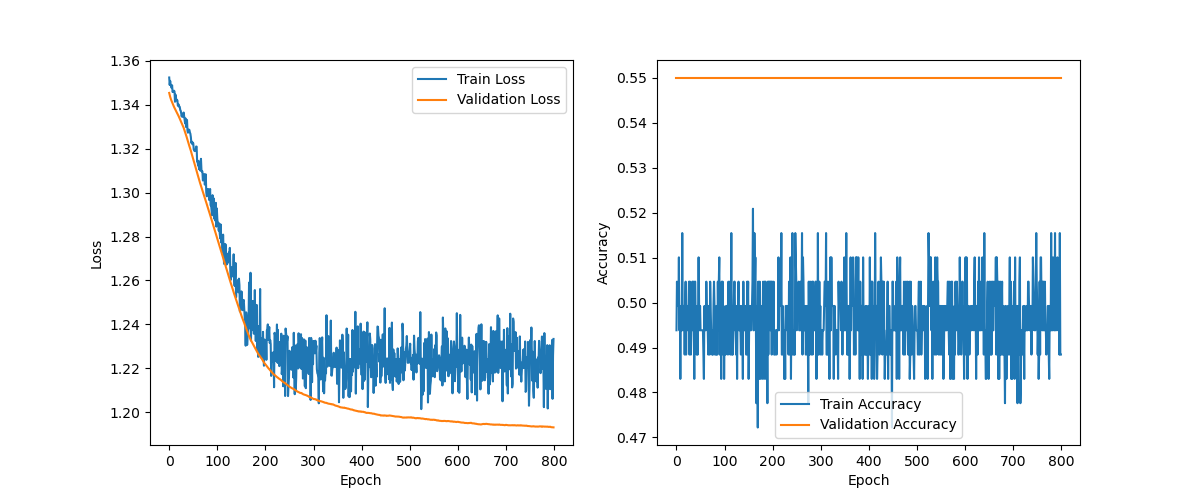 1.36
1.34
1.32
1.30
1.28
1.26
1.24
1.22
1.20
Loss
0 100 200 300 400 500 600 700 800
Epoch
Train Loss
Validation Loss
0.55
0.54
0.53
0.52
0.51
0.50
0.49
0.48
0.47
Accuracy
0 100 200 300 400 500 600 700 800
Epoch
Train Accuracy
Validation Accuracy